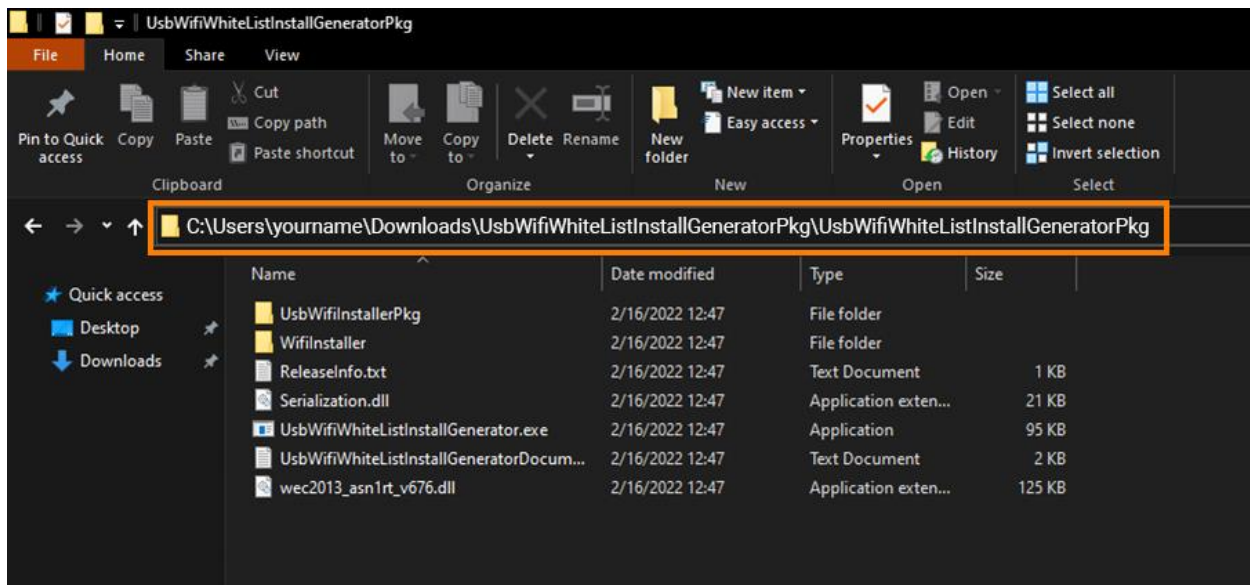 UsbWifiWhiteListInstallGeneratorPkg
File Home Share View
Pin to Quick access
Copy
Paste
Cut
Copy path
Paste shortcut
Clipboard
Move to
Copy to
Delete
Rename
Organize
New folder
New item
Easy access
New
Properties
Open
Edit
History
Open
Select all
Select none
Invert selection
Select
C:\Users\yourname\Downloads\UsbWifiWhiteListInstallGeneratorPkg\UsbWifiWhiteListInstallGeneratorPkg
Quick access
Desktop
Downloads
Name Date modified Type Size
UsbWifiInstallerPkg 2/16/2022 12:47 File folder
WifiInstaller 2/16/2022 12:47 File folder
ReleaseInfo.txt 2/16/2022 12:47 Text Document 1 KB
Serialization.dll 2/16/2022 12:47 Application exten... 21 KB
UsbWifiWhiteListInstallGenerator.exe 2/16/2022 12:47 Application 95 KB
UsbWifiWhiteListInstallGeneratorDocum... 2/16/2022 12:47 Text Document 2 KB
wec2013_asn1rt_v676.dll 2/16/2022 12:47 Application exten... 125 KB